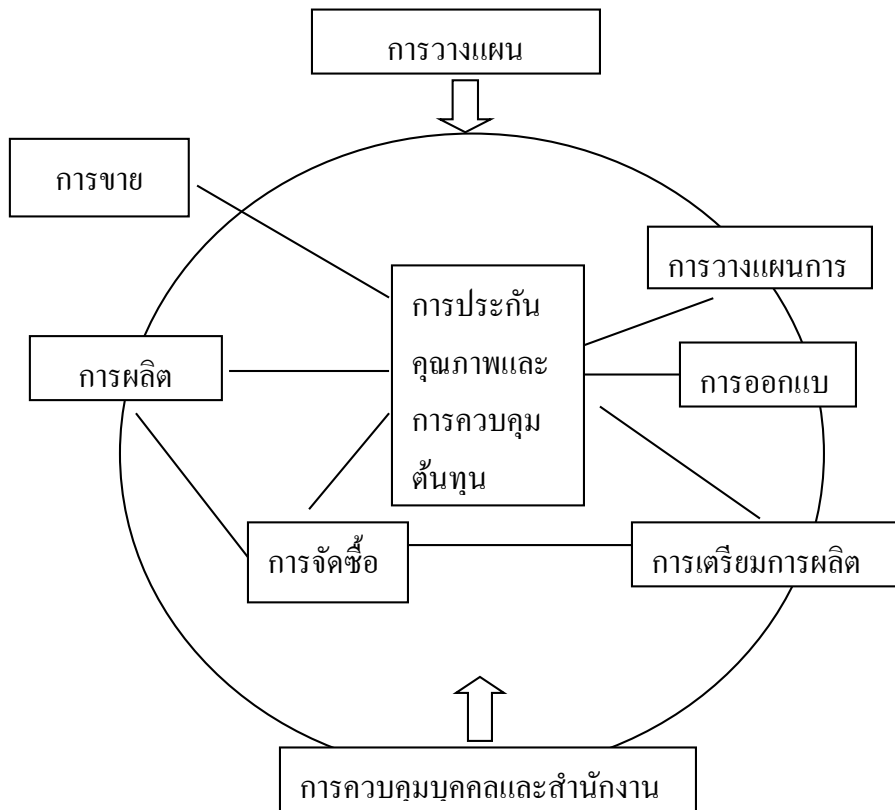 การวางแผน
การขาย
การวางแผนการ
การประกัน
คุณภาพและ
การควบคุม
ต้นทุน
การผลิต
การออกแบ
การจัดซื้อ
การเตรียมการผลิต
การควบคุมบุคคลและสำนักงาน